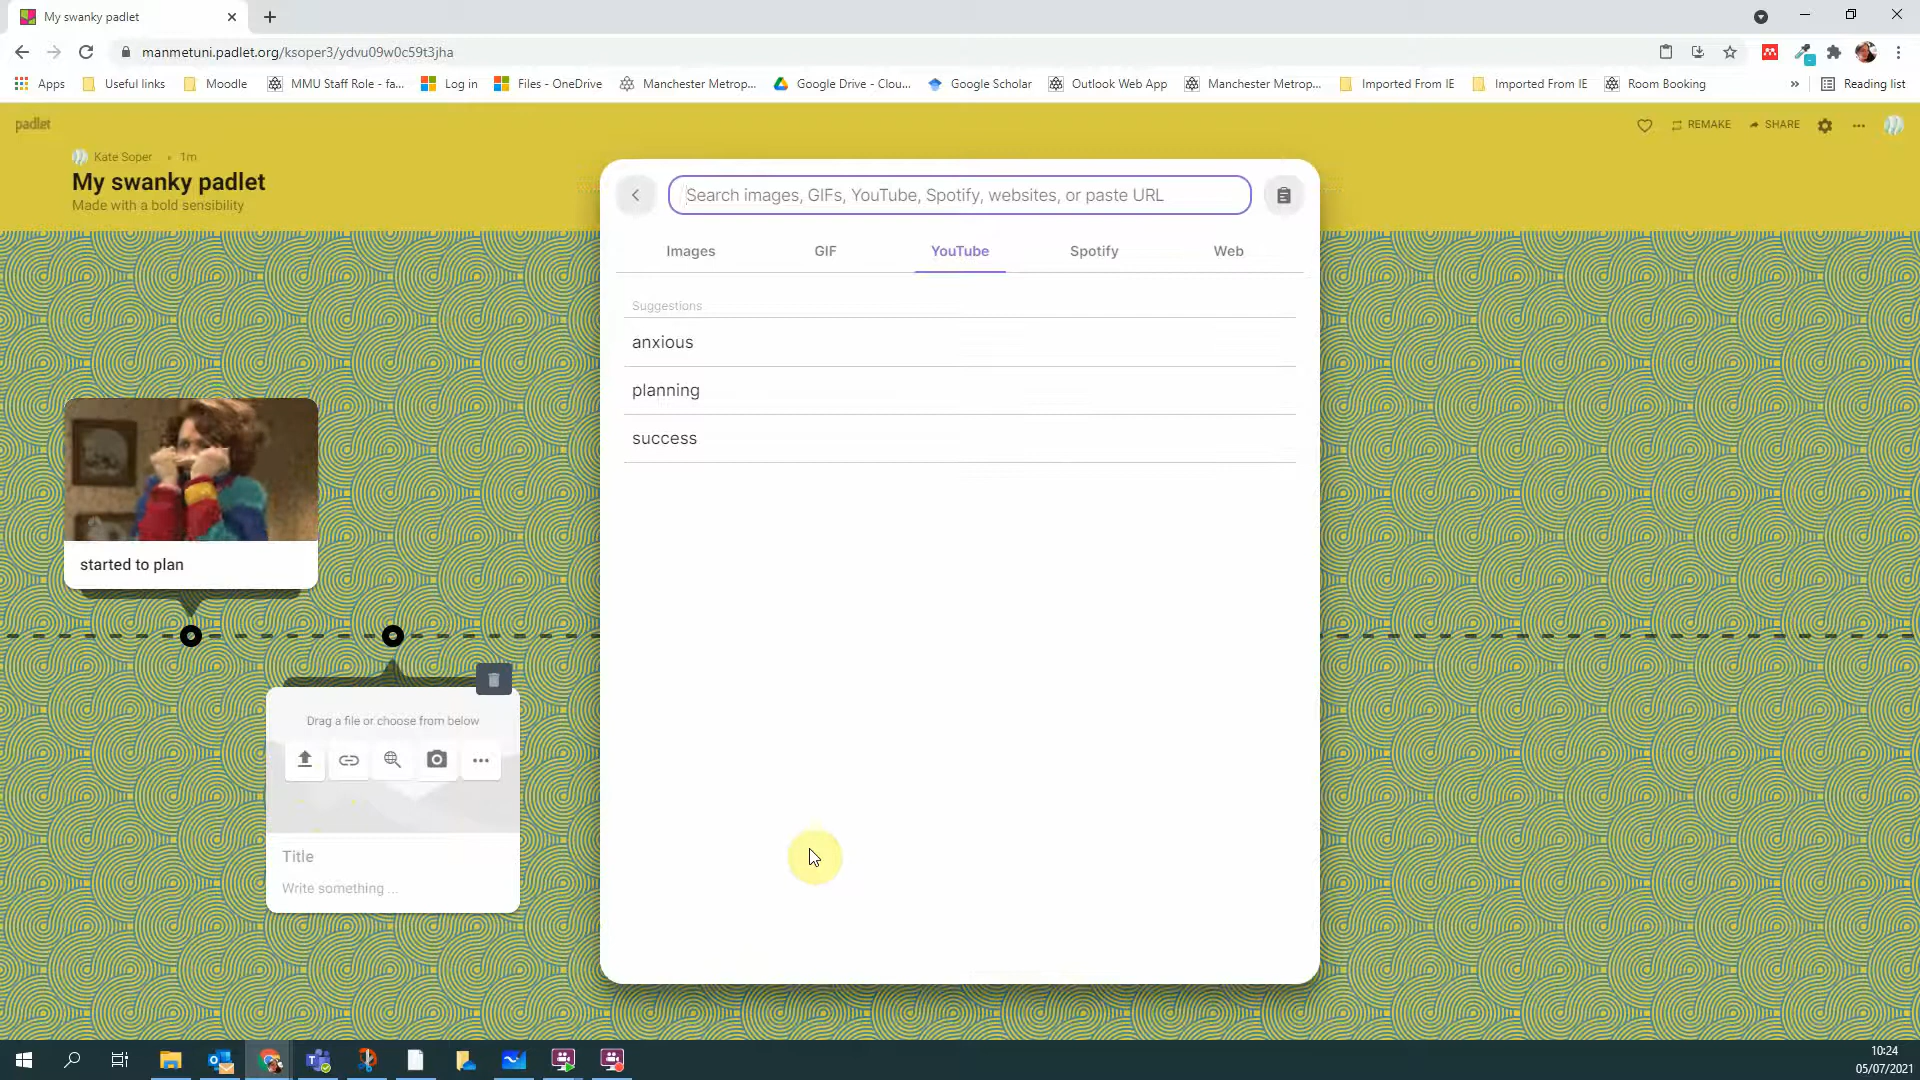 My swanky padlet
manmetuni.padlet.org/ksoper3/ydvu09w0c59t3jha
Apps
Useful links
Moodle
MMU Staff Role - fa...
Log in
Files - OneDrive
Manchester Metrop...
Google Drive - Clou...
Google Scholar
Outlook Web App
Manchester Metrop...
Imported From IE
Imported From IE
Room Booking
»
Reading list
padlet
REMAKE
SHARE
Kate Soper • 1m
My swanky padlet
Made with a bold sensibility
Search images, GIFs, YouTube, Spotify, websites, or paste URL
Images
GIF
YouTube
Spotify
Web
Suggestions
anxious
planning
success
started to plan
Drag a file or choose from below
Title
Write something ...
10:24
05/07/2021